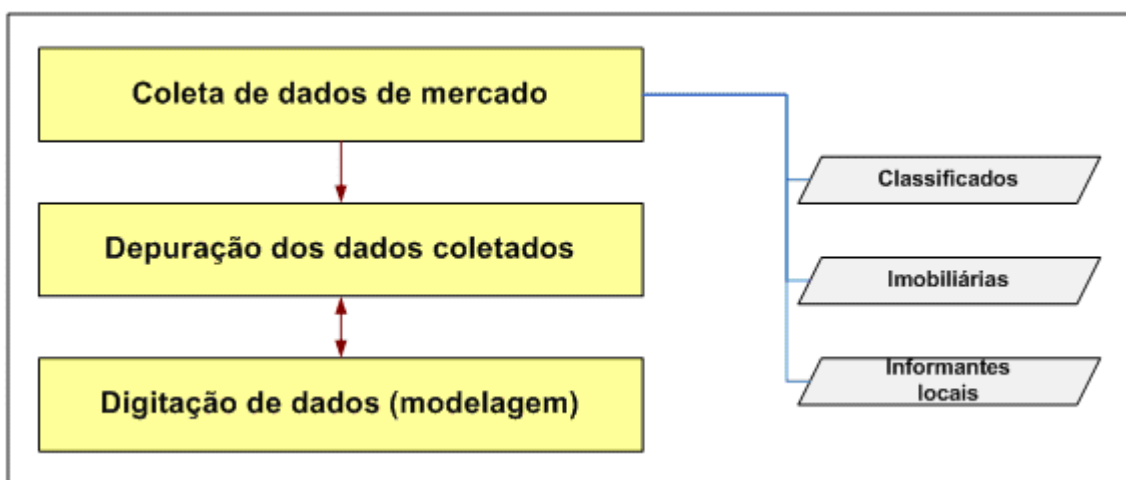 Coleta de dados de mercado
Classificados
Depuração dos dados coletados
Imobiliárias
Informantes
locais
Digitação de dados (modelagem)